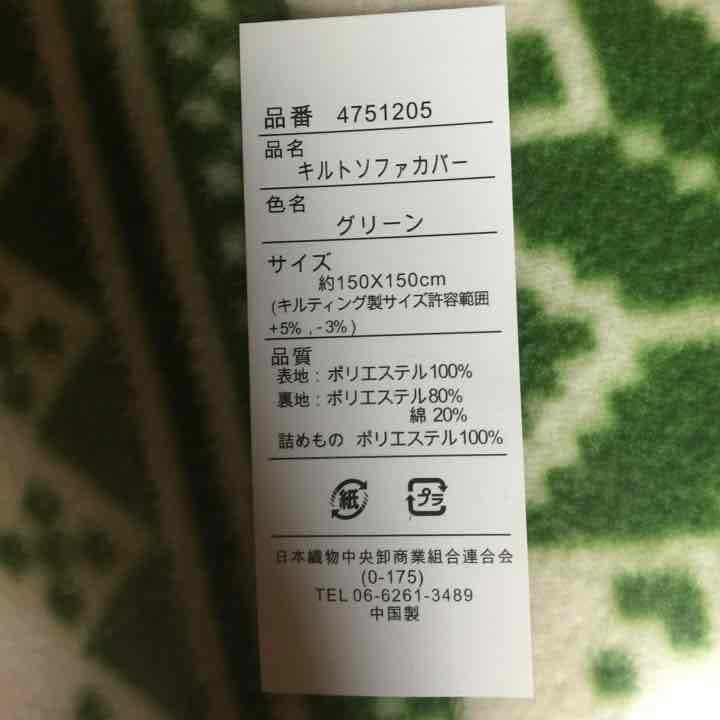 品番 4751205
品名
キルトソファカバー
色名
グリーン
サイズ
約150X150cm
(キルティング製サイズ許容範囲
+5% ,-3%)
品質
表地:ポリエステル100%
裏地:ポリエステル80%
綿 20%
詰めもの ポリエステル100%
紙 プラ
日本織物中央卸商業組合連合会
(0-175)
TEL 06-6261-3489
中国製